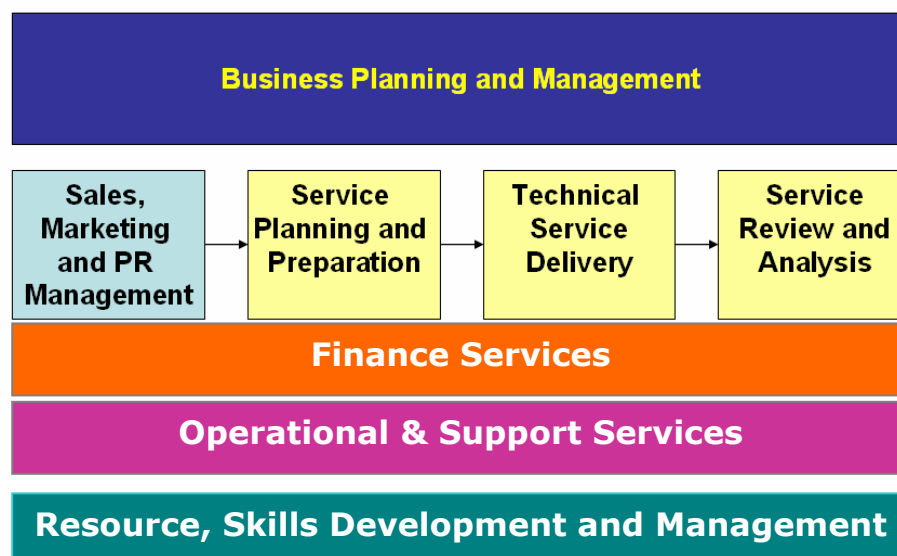 Business Planning and Management
Sales,
Marketing
and PR
Management
Service
Planning and
Preparation
Technical
Service
Delivery
Service
Review and
Analysis
Finance Services
Operational & Support Services
Resource, Skills Development and Management